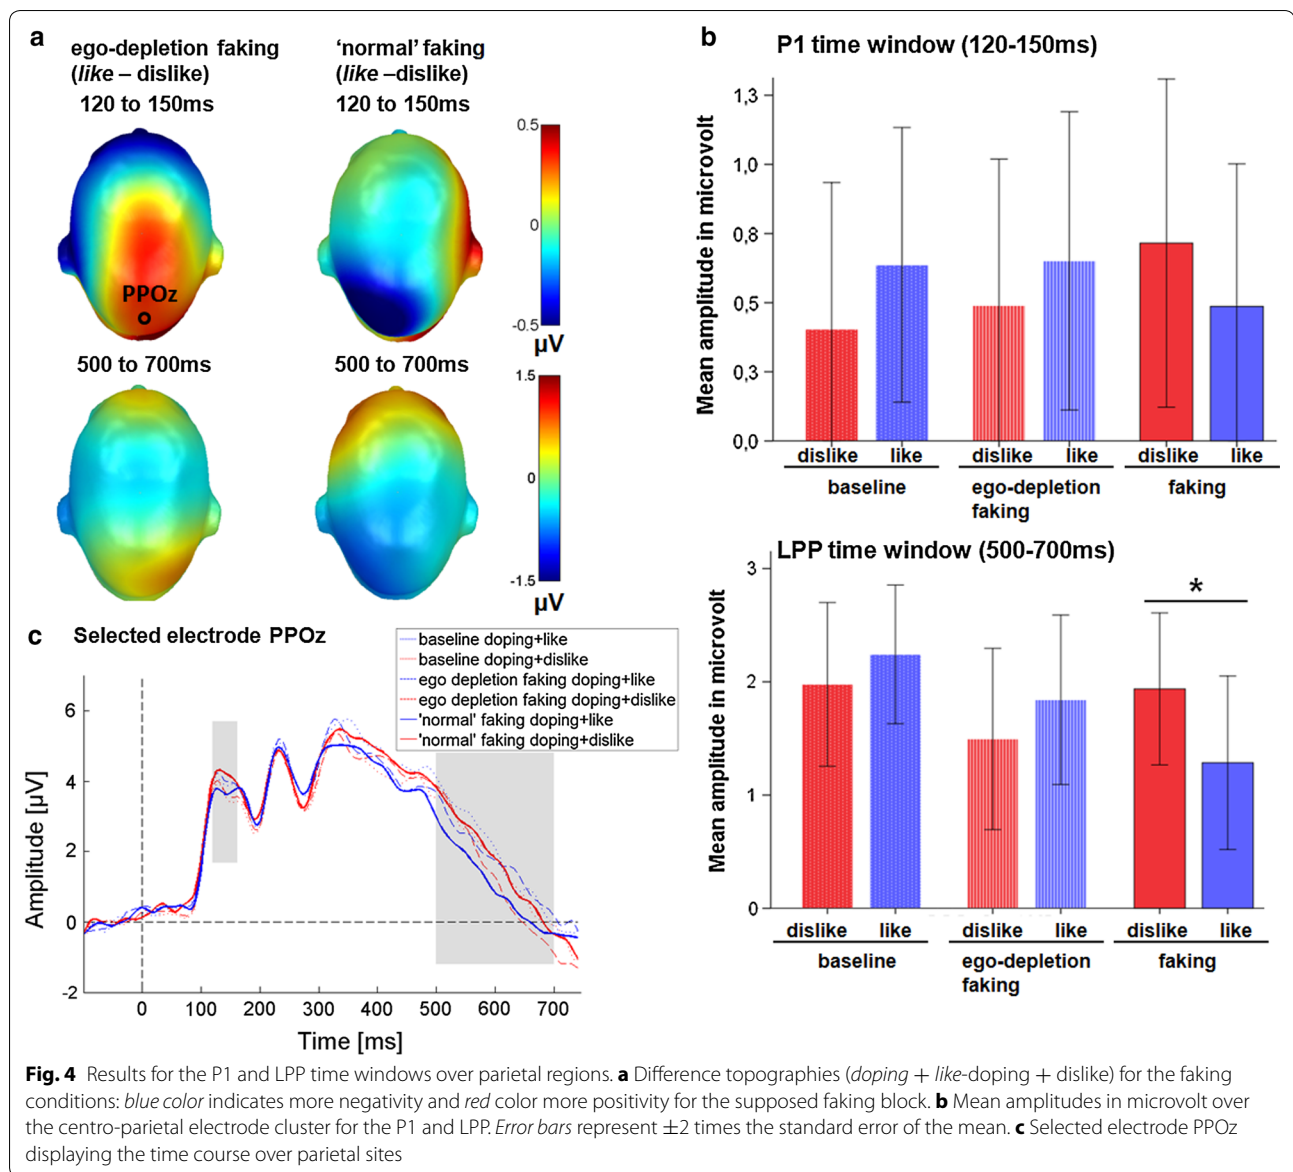 a
ego-depletion faking
(like – dislike)
120 to 150ms
‘normal’ faking
(like –dislike)
120 to 150ms
PPOz
0.5
0
-0.5
µV
500 to 700ms
500 to 700ms
1.5
0
-1.5
µV
b
P1 time window (120-150ms)
Mean amplitude in microvolt
1,3
1,0
0,8
0,5
0,3
0,0
dislike like dislike like dislike like
baseline
ego-depletion
faking
faking
LPP time window (500-700ms)
Mean amplitude in microvolt
3
2
1
0
*
dislike like dislike like dislike like
baseline
ego-depletion
faking
faking
c
Selected electrode PPOz
baseline doping+like
baseline doping+dislike
ego depletion faking doping+like
ego depletion faking doping+dislike
'normal' faking doping+like
'normal' faking doping+dislike
Amplitude [µV]
6
4
2
0
-2
0 100 200 300 400 500 600 700
Time [ms]
Fig. 4 Results for the P1 and LPP time windows over parietal regions. a Difference topographies (doping + like-doping + dislike) for the faking
conditions: blue color indicates more negativity and red color more positivity for the supposed faking block. b Mean amplitudes in microvolt over
the centro-parietal electrode cluster for the P1 and LPP. Error bars represent ±2 times the standard error of the mean. c Selected electrode PPOz
displaying the time course over parietal sites